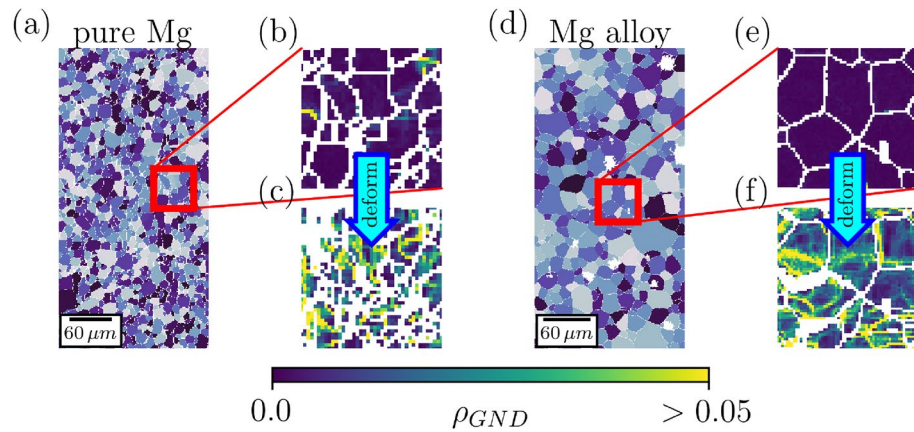 (a)
pure Mg
(b)
(c)
deform
60 μm
(d)
Mg alloy
(e)
(f)
deform
60 μm
0.0
ρGND
> 0.05